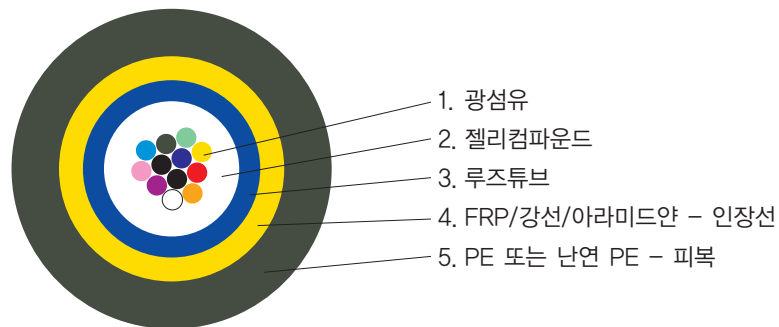 1. 광섬유
2. 젤리컴파운드
3. 루즈튜브
4. FRP/강선/아라미드얀 - 인장선
5. PE 또는 난연 PE - 피복